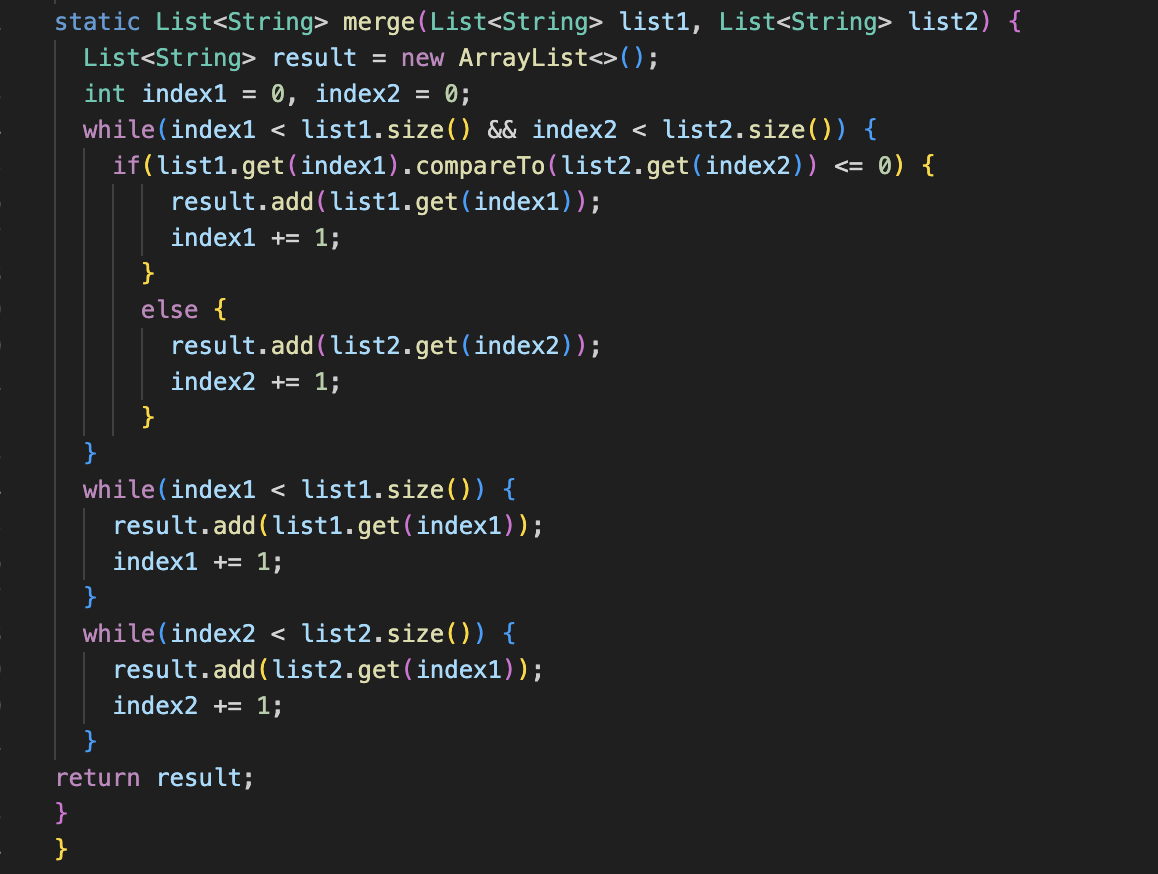 static List<String> merge(List<String> list1, List<String> list2) {
List<String> result = new ArrayList<>();
int index1 = 0, index2 = 0;
while(index1 < list1.size() && index2 < list2.size()) {
if(list1.get(index1).compareTo(list2.get(index2)) <= 0) {
result.add(list1.get(index1));
index1 += 1;
}
else {
result.add(list2.get(index2));
index2 += 1;
}
}
while(index1 < list1.size()) {
result.add(list1.get(index1));
index1 += 1;
}
while(index2 < list2.size()) {
result.add(list2.get(index1));
index2 += 1;
}
return result;
}
}